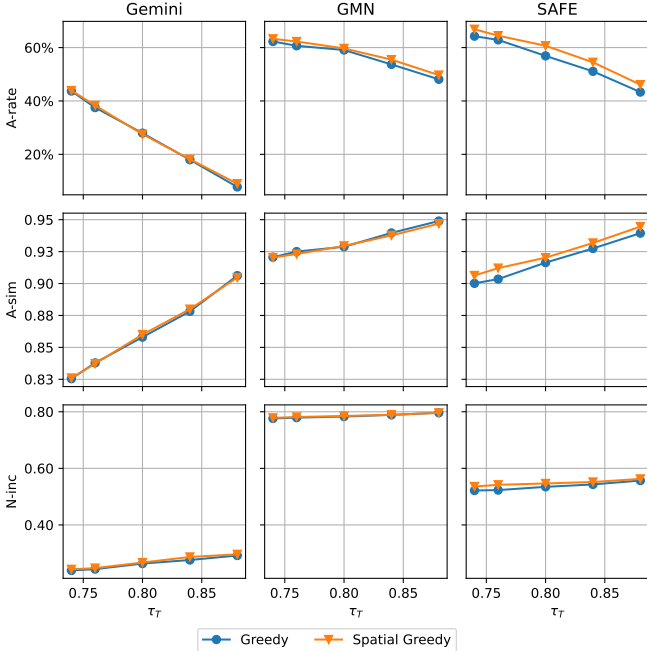 Gemini GMN SAFE
60%
40%
20%
A-rate
0.95
0.93
0.90
0.88
0.85
0.83
A-sim
0.80
0.60
0.40
N-inc
0.75 0.80 0.85 0.75 0.80 0.85 0.75 0.80 0.85
τ_T τ_T τ_T
Greedy Spatial Greedy